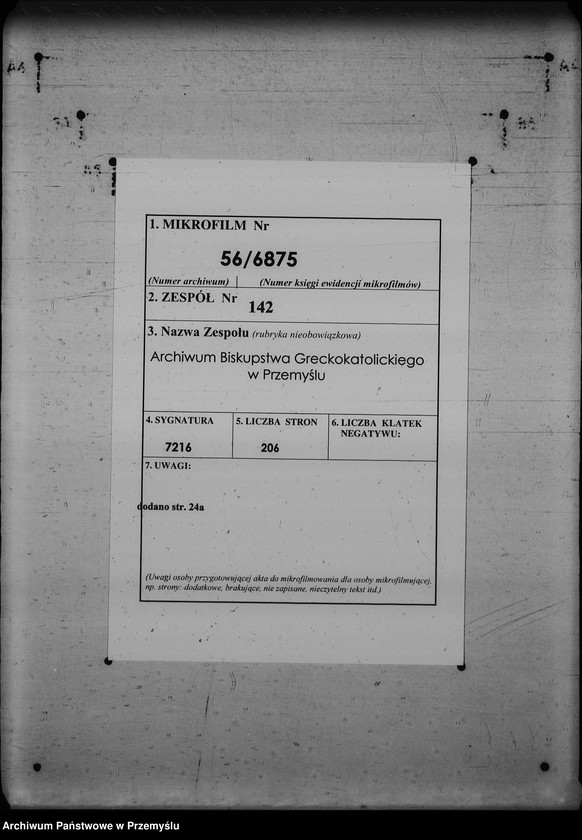 1. MIKROFILM Nr
56/6875
(Numer archiwum) | (Numer księgi ewidencji mikrofilmów)
2. ZESPÓŁ Nr 142
3. Nazwa Zespołu (rubryka nieobowiązkowa)
Archiwum Biskupstwa Greckokatolickiego
w Przemyślu
4. SYGNATURA
7216
5. LICZBA STRON
206
6. LICZBA KLATEK
NEGATYWU:
7. UWAGI:
dodano str. 24a
(Uwagi osoby przygotowującej akta do mikrofilmowania dla osoby mikrofilmującej.
np. strony: dodatkowe, brakujące, nie zapisane, nieczytelny tekst itd.)
Archiwum Państwowe w Przemyślu